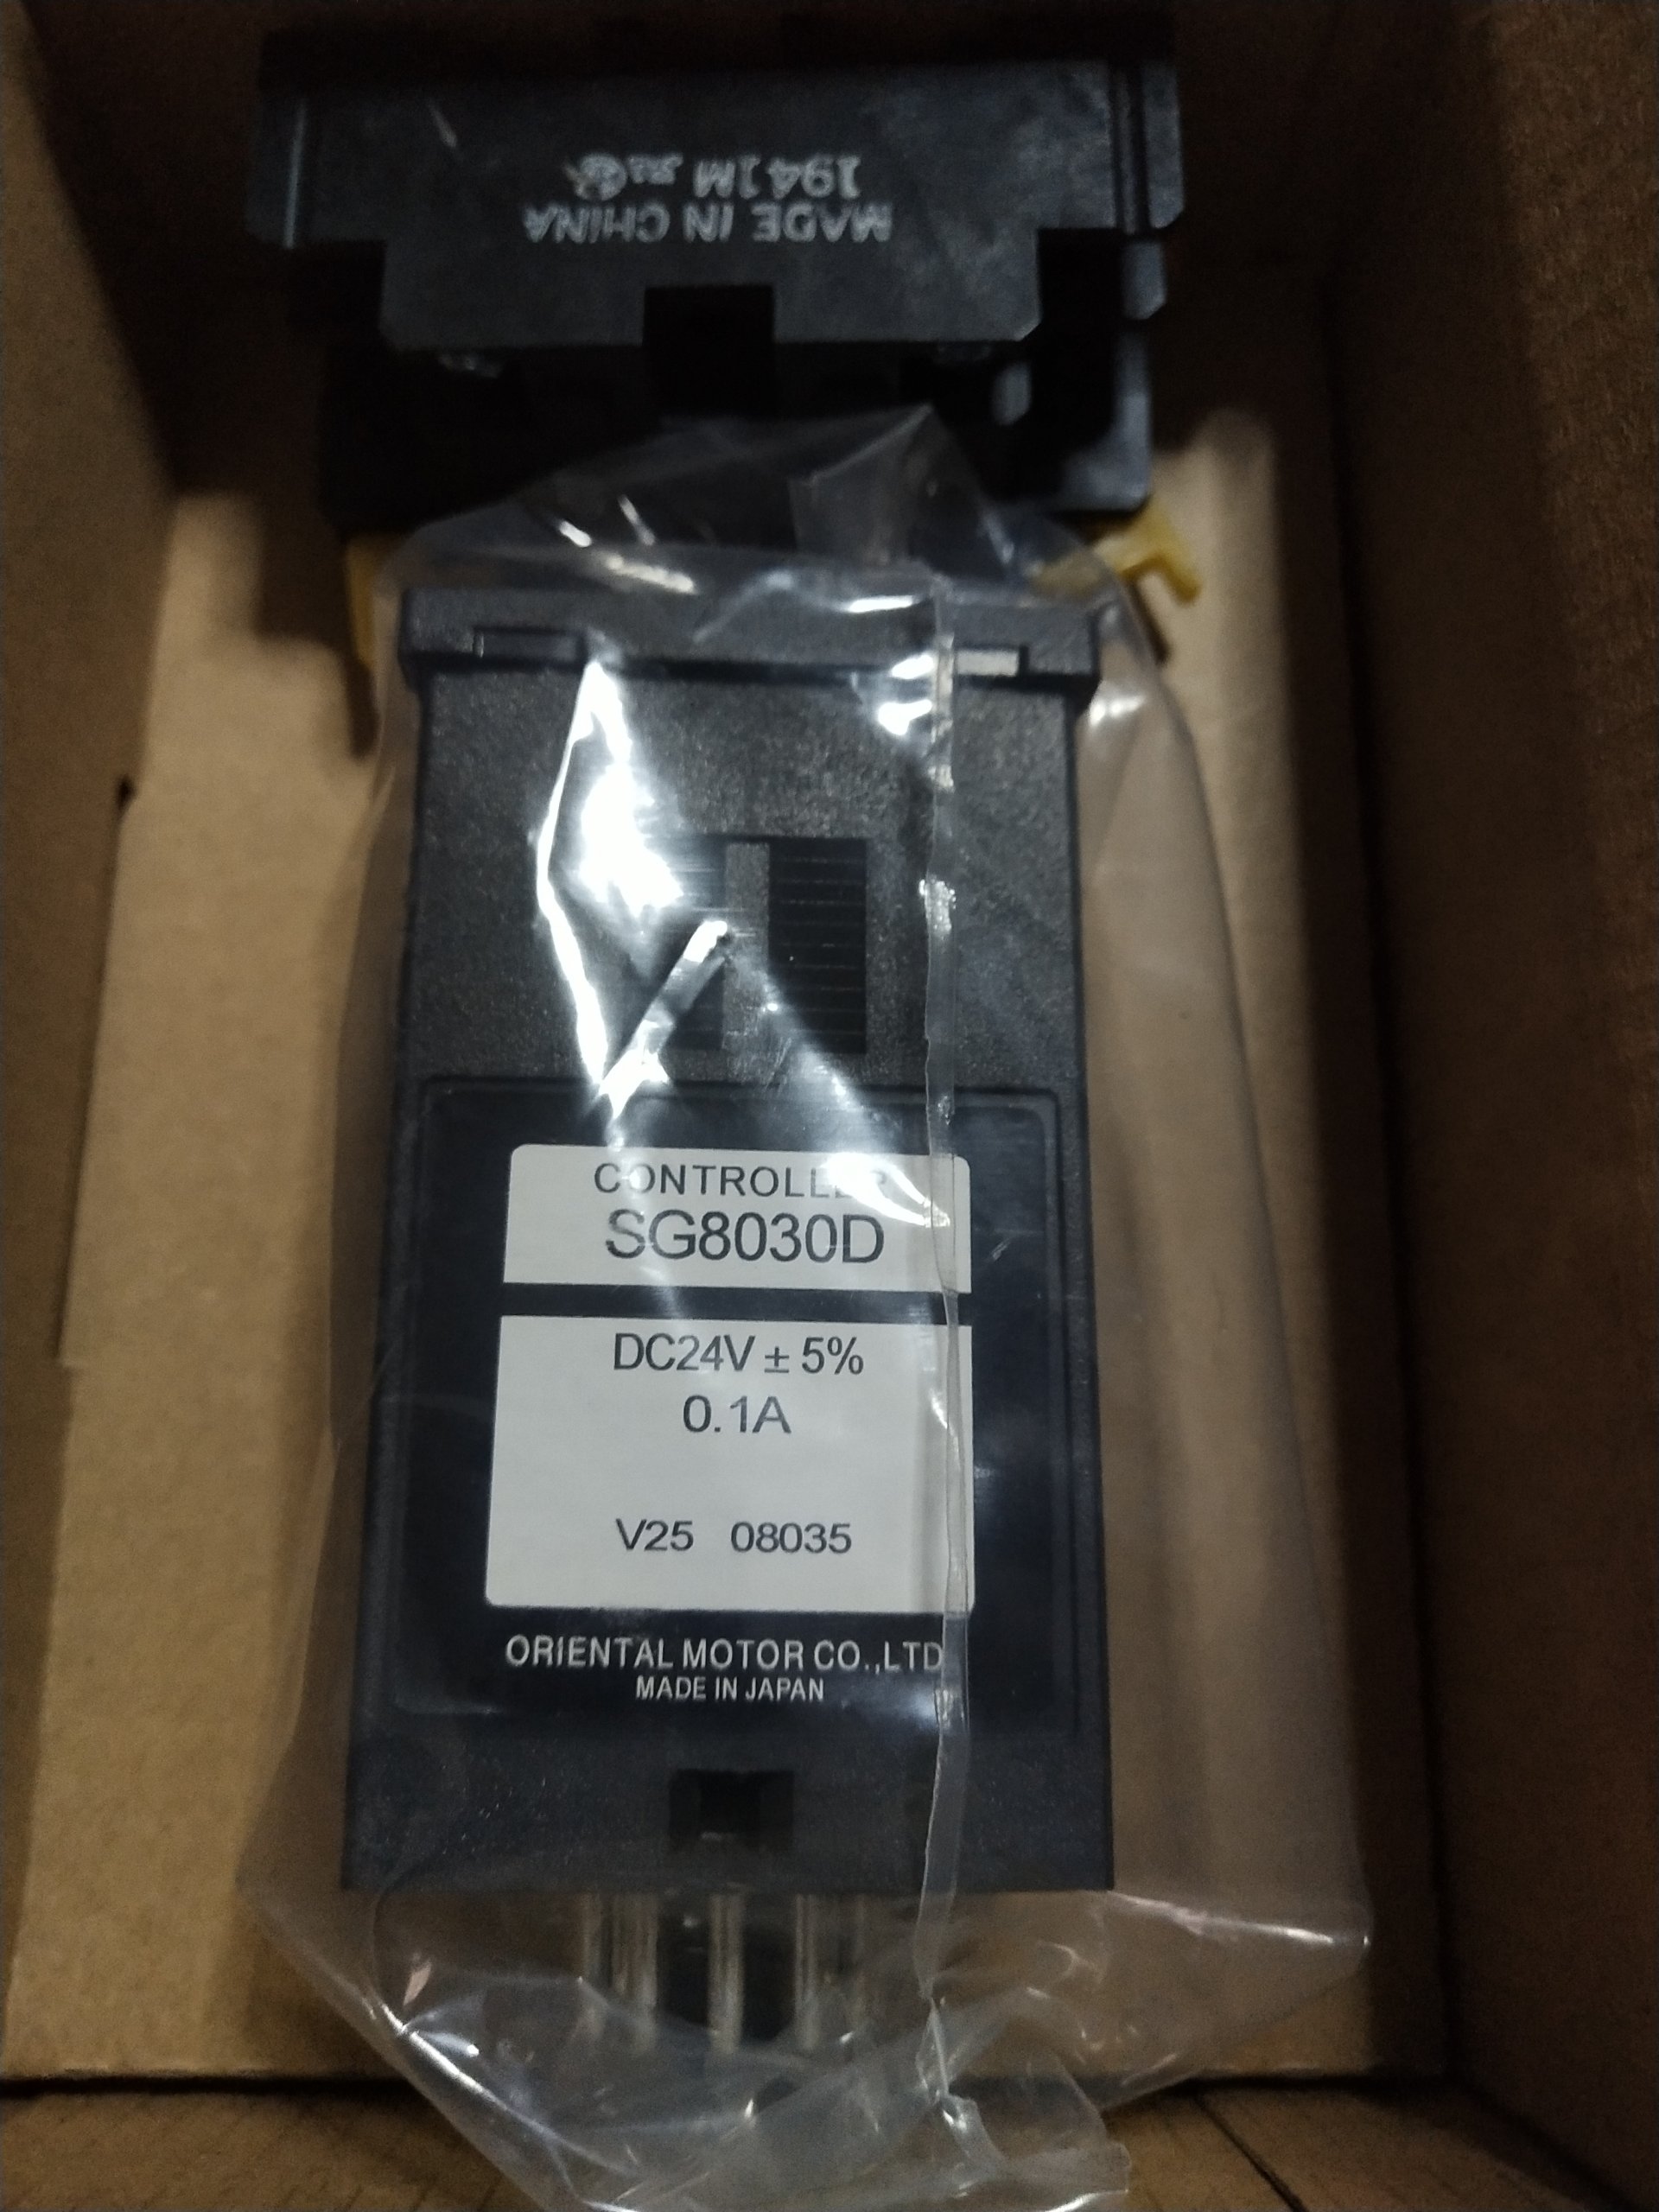 MADE IN CHINA
1941M
CONTROLLER
SG8030D
DC24V ± 5%
0.1A
V25 08035
ORIENTAL MOTOR CO.,LTD
MADE IN JAPAN